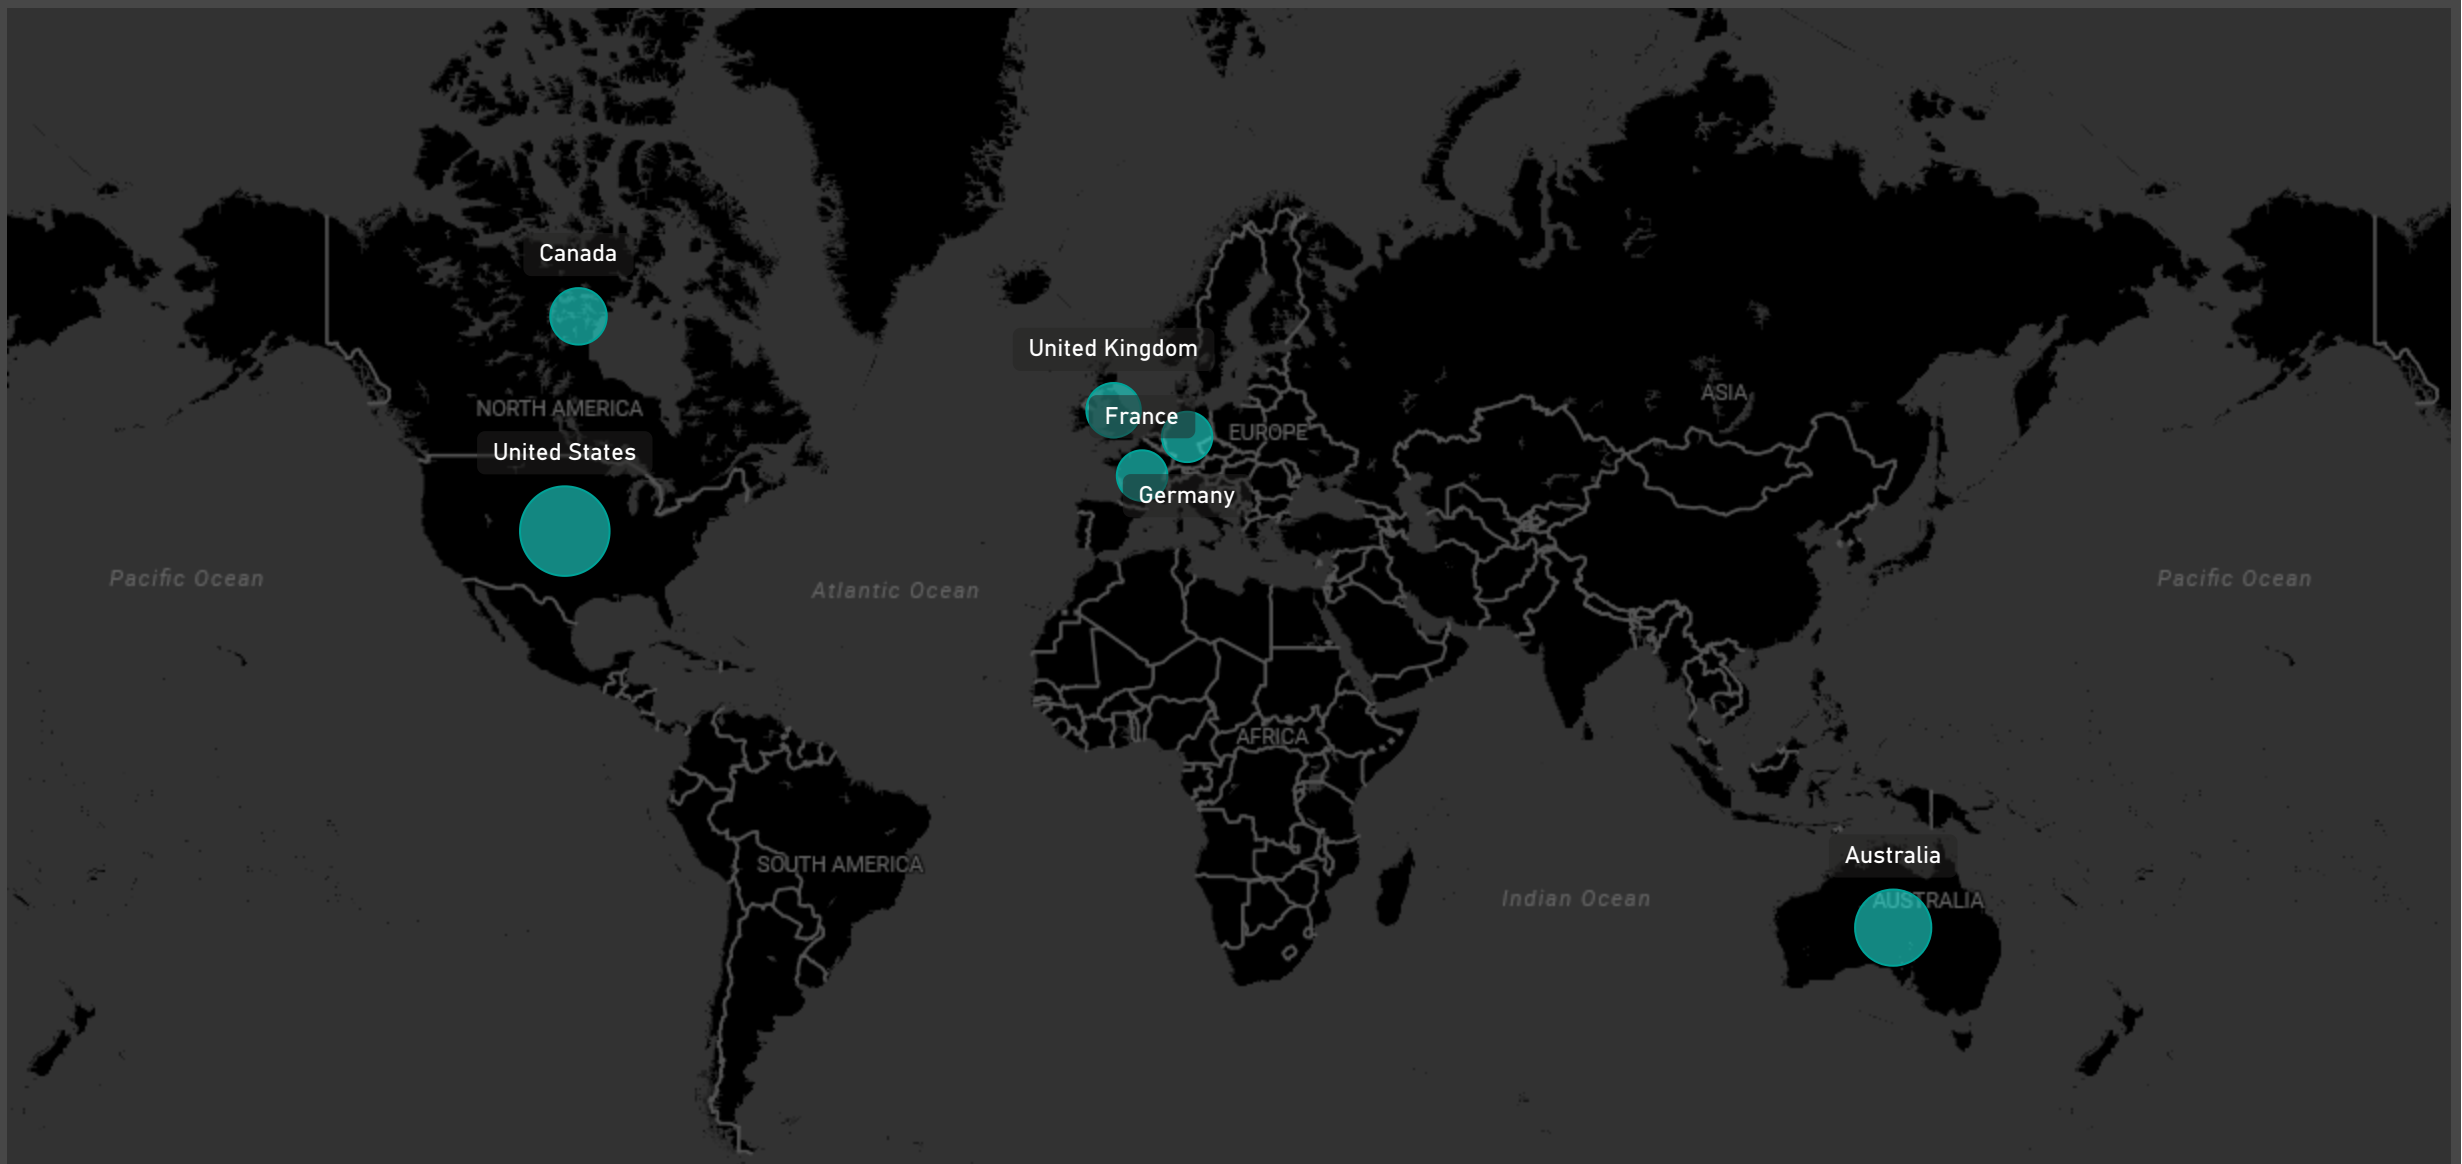 Canada
United Kingdom
ASIA
NORTH AMERICA
France
EUROPE
United States
Germany
Pacific Ocean
Atlantic Ocean
Pacific Ocean
AFRICA
Australia
SOUTH AMERICA
Indian Ocean
AUSTRALIA